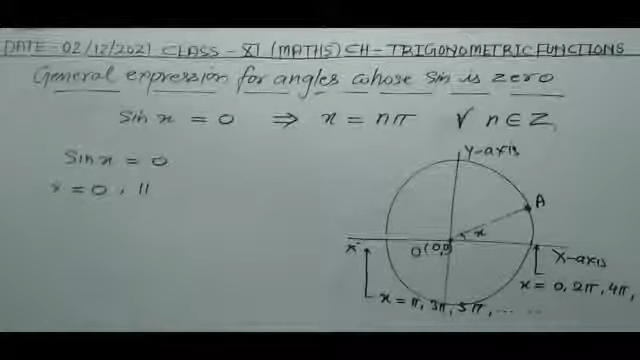 DATE-02/12/2021 CLASS-XI (MATHS) CH-TRIGONOMETRIC FUNCTIONS
General expression for angles whose sin is zero
Sin x = 0 ⇒ x = nπ ∀ n ∈ Z
Sin x = 0
x = 0, π
Y-axis
A
x
O(0,0)
X'
X-axis
x = 0, 2π, 4π,
x = π, 3π, 5π, ... ...